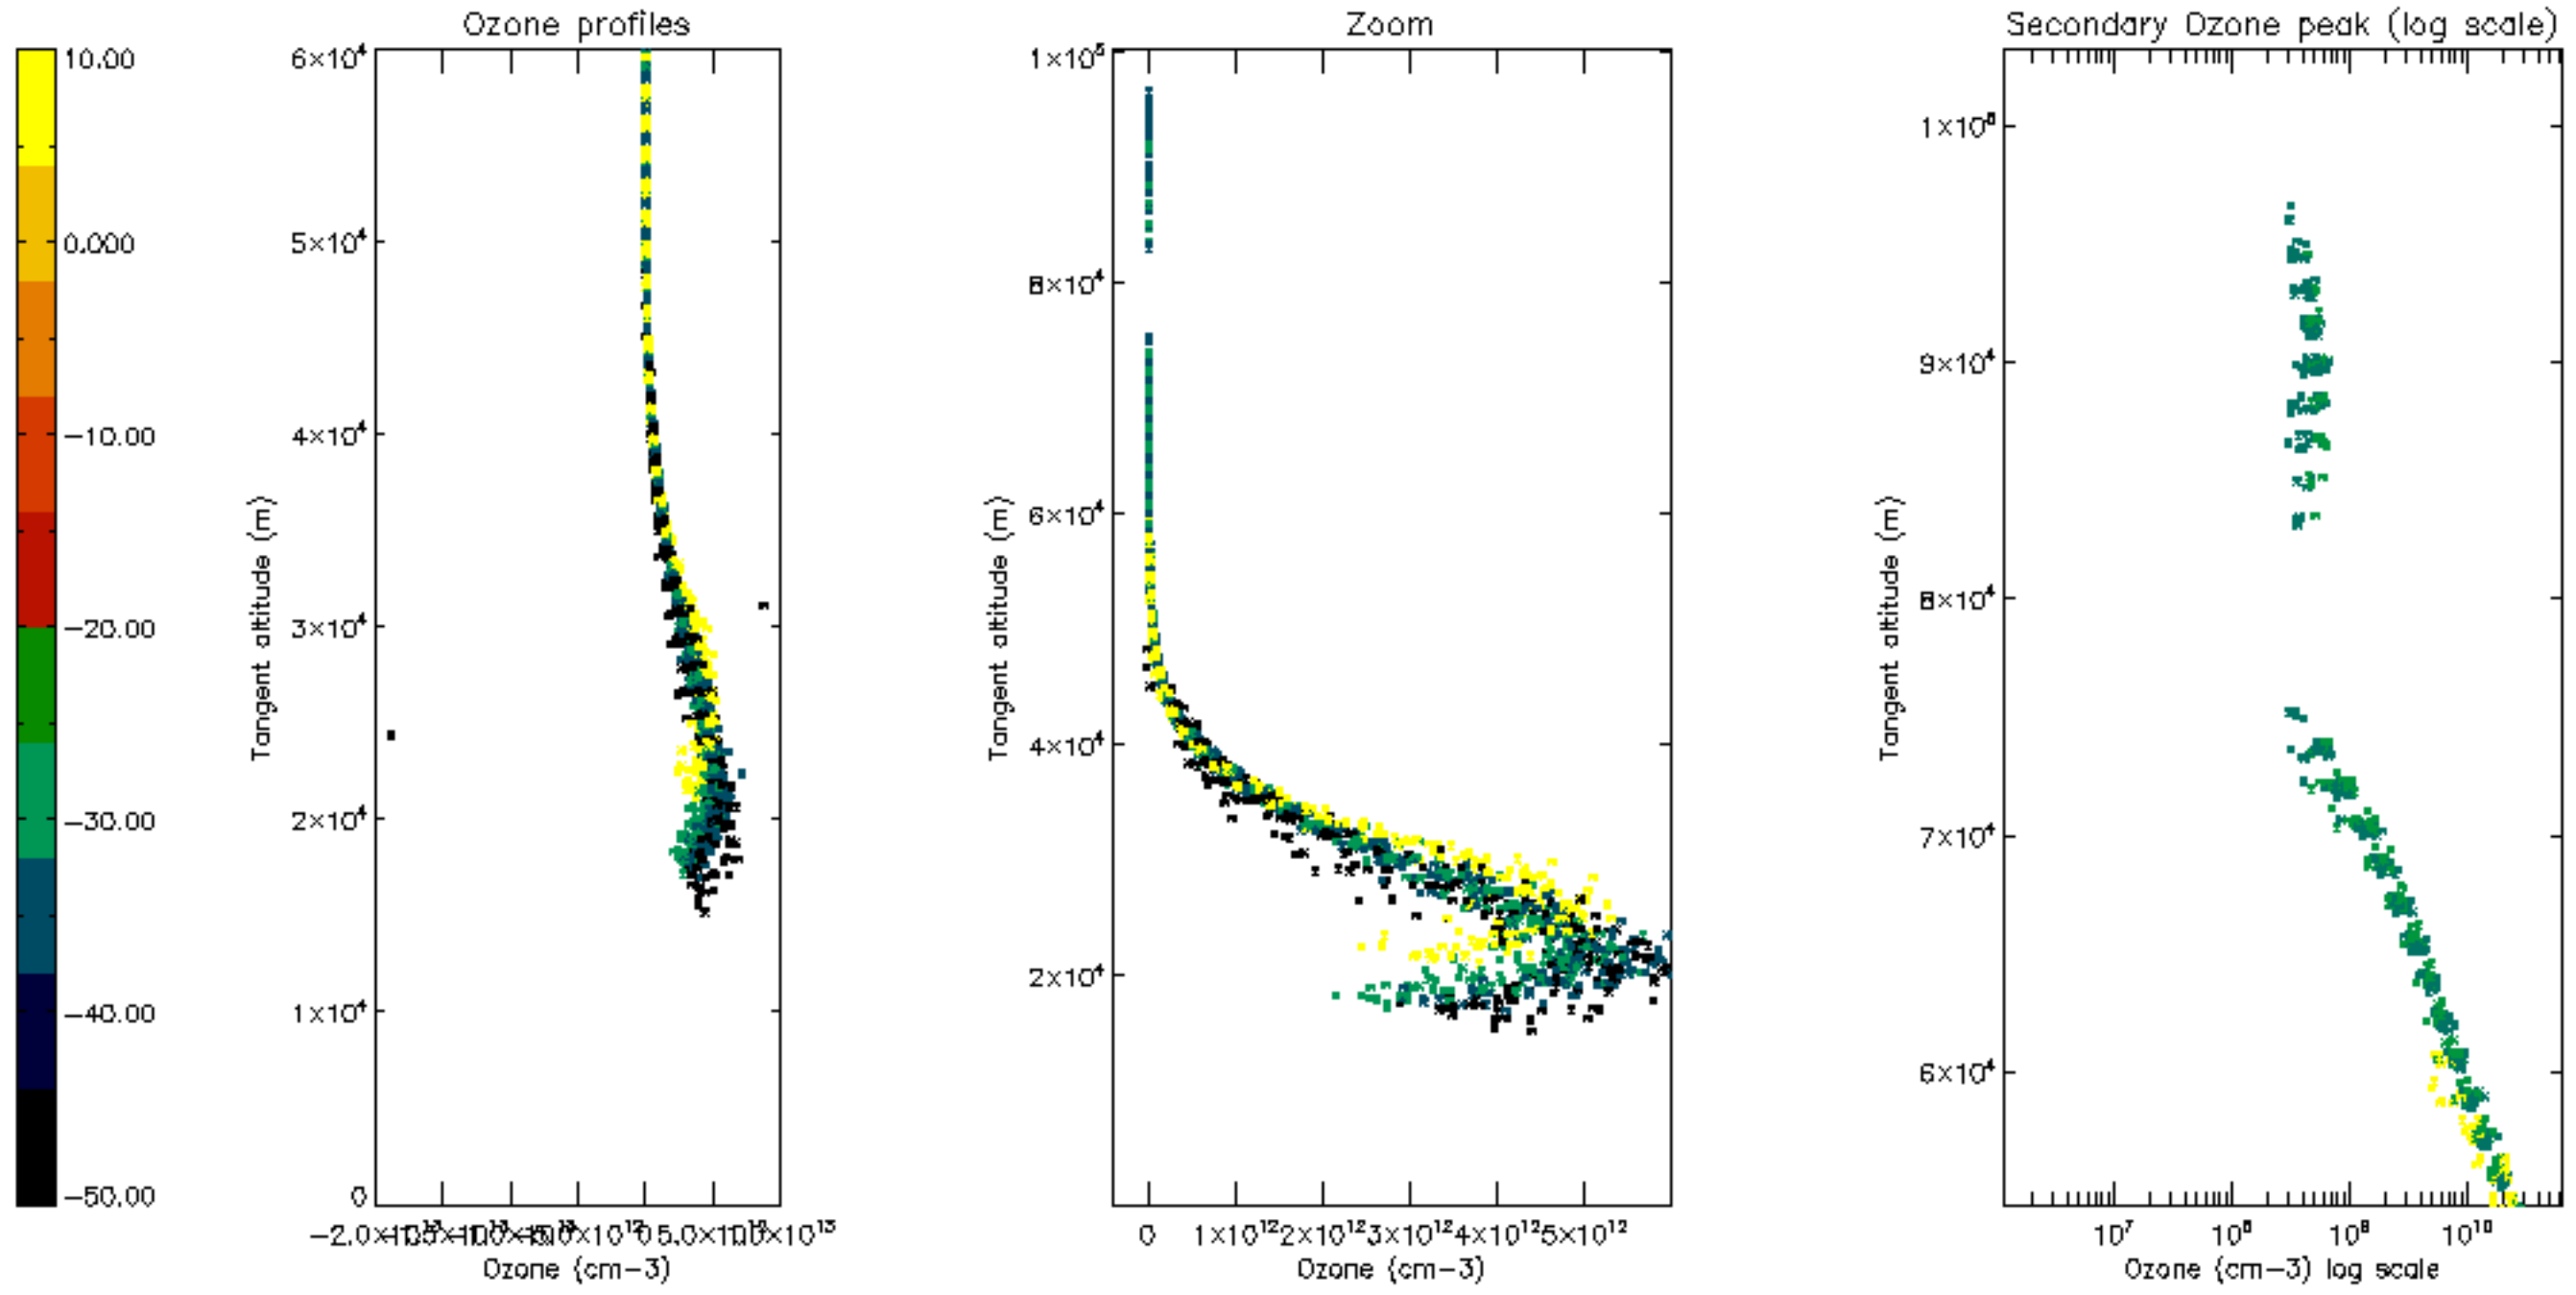 Ozone profiles
Zoom
Secondary Ozone peak (log scale)
10.00
0.000
−10.00
−20.00
−30.00
−40.00
−50.00
6×10⁴
5×10⁴
4×10⁴
3×10⁴
2×10⁴
1×10⁴
0
Tangent altitude (m)
Ozone (cm−3)
1×10⁵
8×10⁴
6×10⁴
4×10⁴
2×10⁴
Tangent altitude (m)
0 1×10¹² 2×10¹² 3×10¹² 4×10¹² 5×10¹²
Ozone (cm−3)
9×10⁴
8×10⁴
7×10⁴
6×10⁴
Tangent altitude (m)
10⁷ 10⁸ 10⁹ 10¹⁰
Ozone (cm−3) log scale